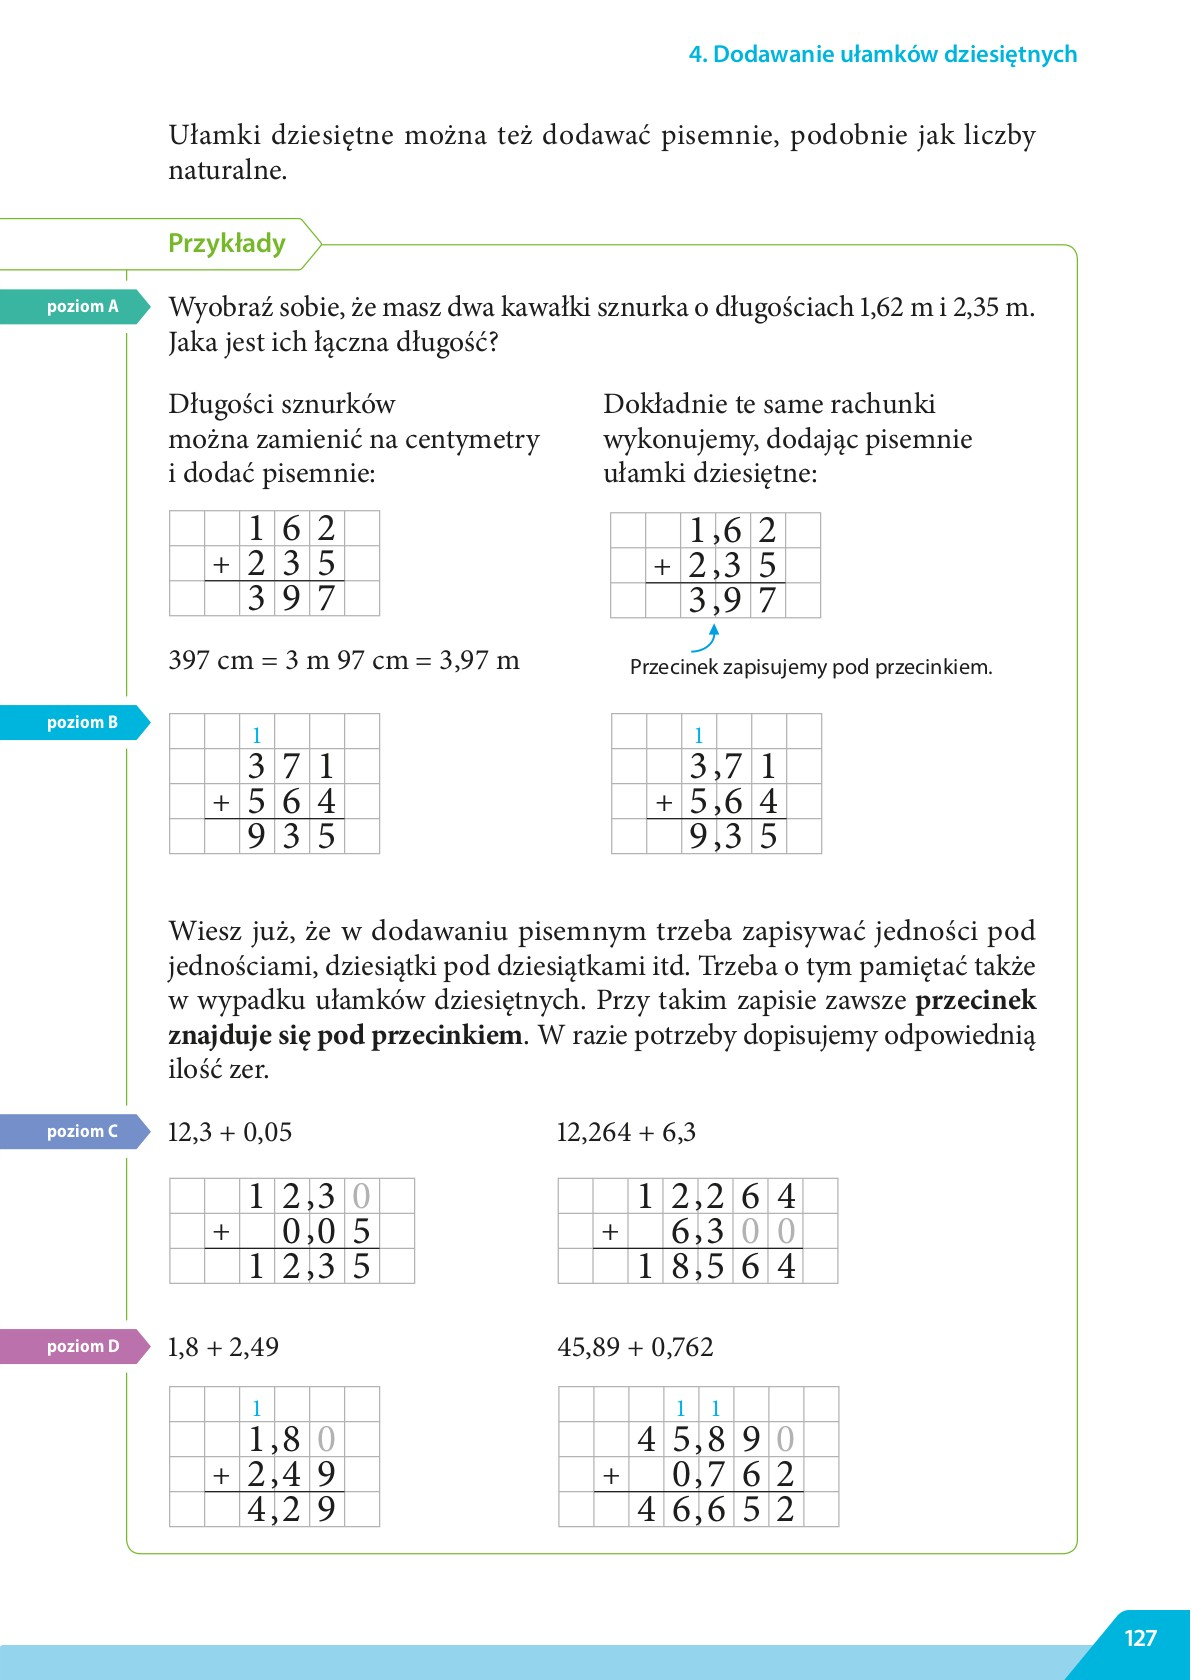 4. Dodawanie ułamków dziesiętnych
Ułamki dziesiętne można też dodawać pisemnie, podobnie jak liczby
naturalne.
Przykłady
poziom A
Wyobraź sobie, że masz dwa kawałki sznurka o długościach 1,62 m i 2,35 m.
Jaka jest ich łączna długość?
Długości sznurków
można zamienić na centymetry
i dodać pisemnie:
1 6 2
+ 2 3 5
3 9 7
397 cm = 3 m 97 cm = 3,97 m
Dokładnie te same rachunki
wykonujemy, dodając pisemnie
ułamki dziesiętne:
1,6 2
+ 2,3 5
3,9 7
Przecinek zapisujemy pod przecinkiem.
poziom B
1
3 7 1
+ 5 6 4
9 3 5
1
3,7 1
+ 5,6 4
9,3 5
Wiesz już, że w dodawaniu pisemnym trzeba zapisywać jedności pod
jednościami, dziesiątki pod dziesiątkami itd. Trzeba o tym pamiętać także
w wypadku ułamków dziesiętnych. Przy takim zapisie zawsze przecinek
znajduje się pod przecinkiem. W razie potrzeby dopisujemy odpowiednią
ilość zer.
poziom C
12,3 + 0,05
1 2,3 0
+ 0,0 5
1 2,3 5
12,264 + 6,3
1 2,2 6 4
+ 6,3 0 0
1 8,5 6 4
poziom D
1,8 + 2,49
1
1,8 0
+ 2,4 9
4,2 9
45,89 + 0,762
1 1
4 5,8 9 0
+ 0,7 6 2
4 6,6 5 2
127